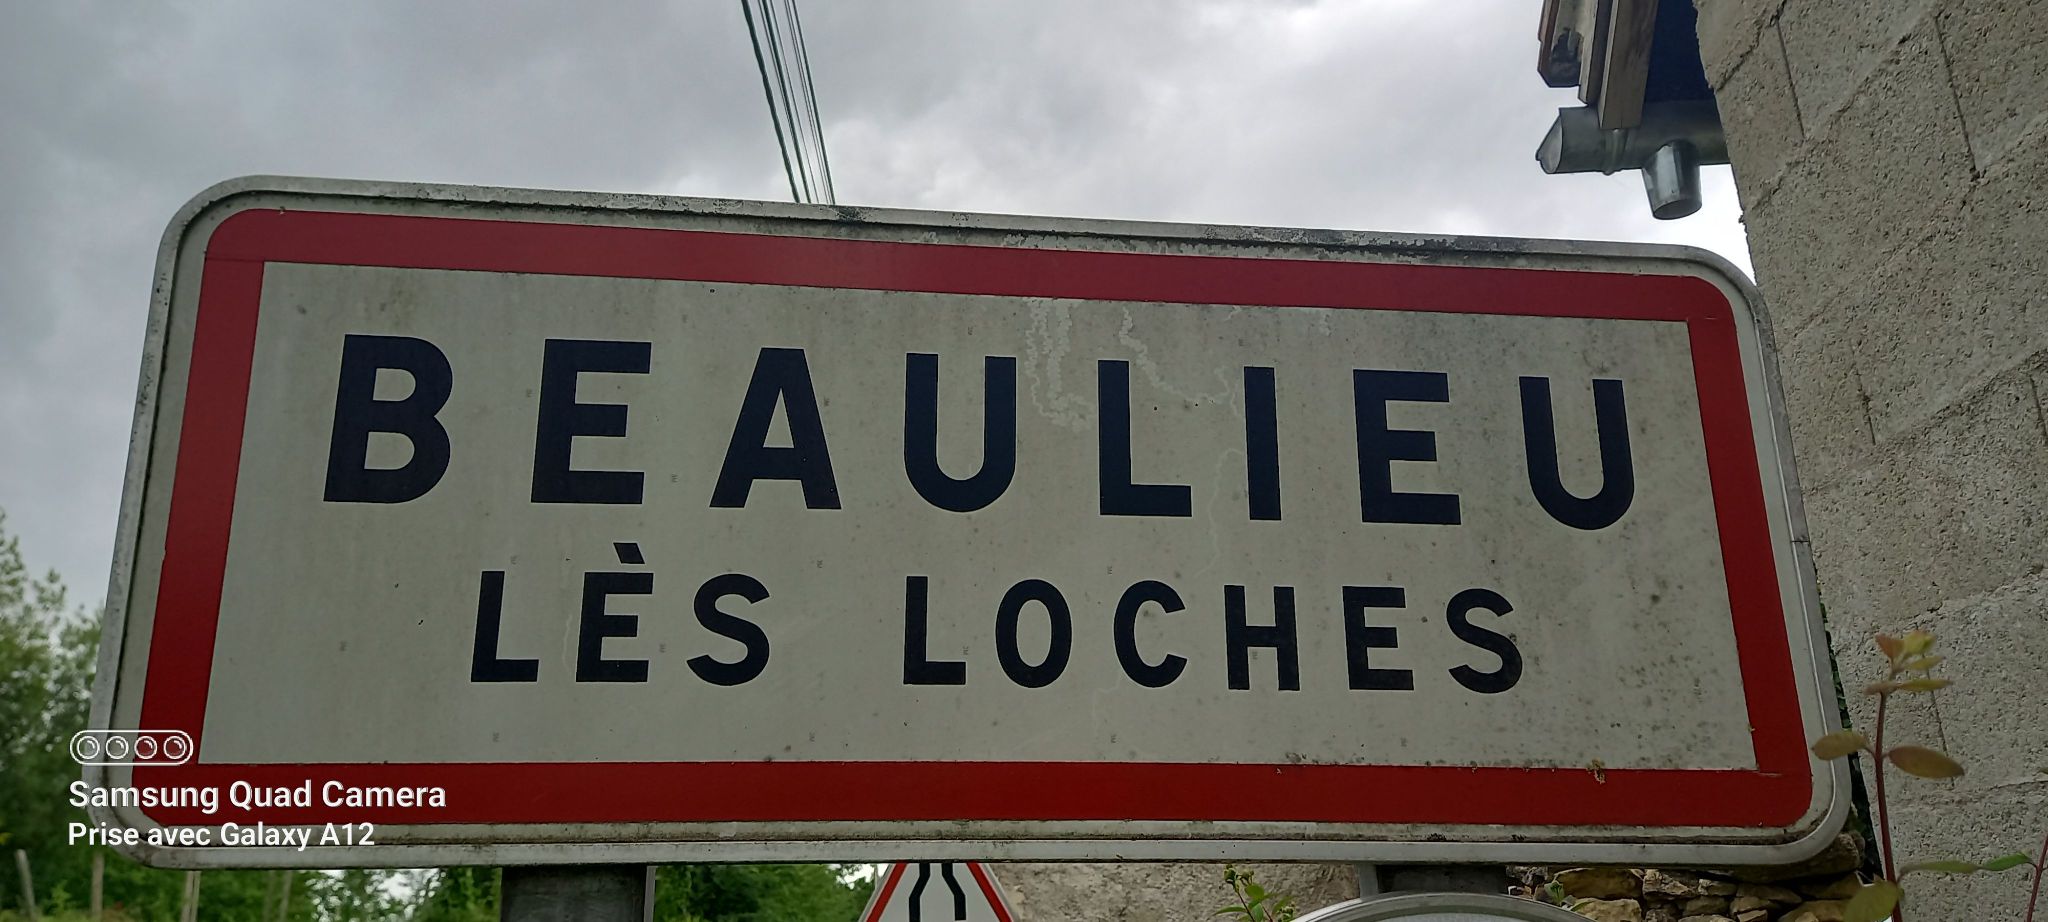 BEAULIEU
LÈS LOCHES
Samsung Quad Camera
Prise avec Galaxy A12